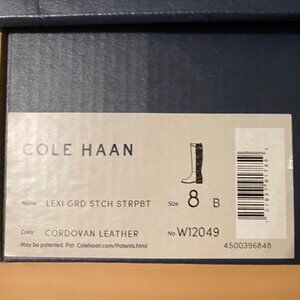 COLE HAAN
Name LEXI GRD STCH STRPBT Size 8 B
Color CORDOVAN LEATHER No. W12049
May be patented. Pat. Colehaan.com/Patents.html 4500396848